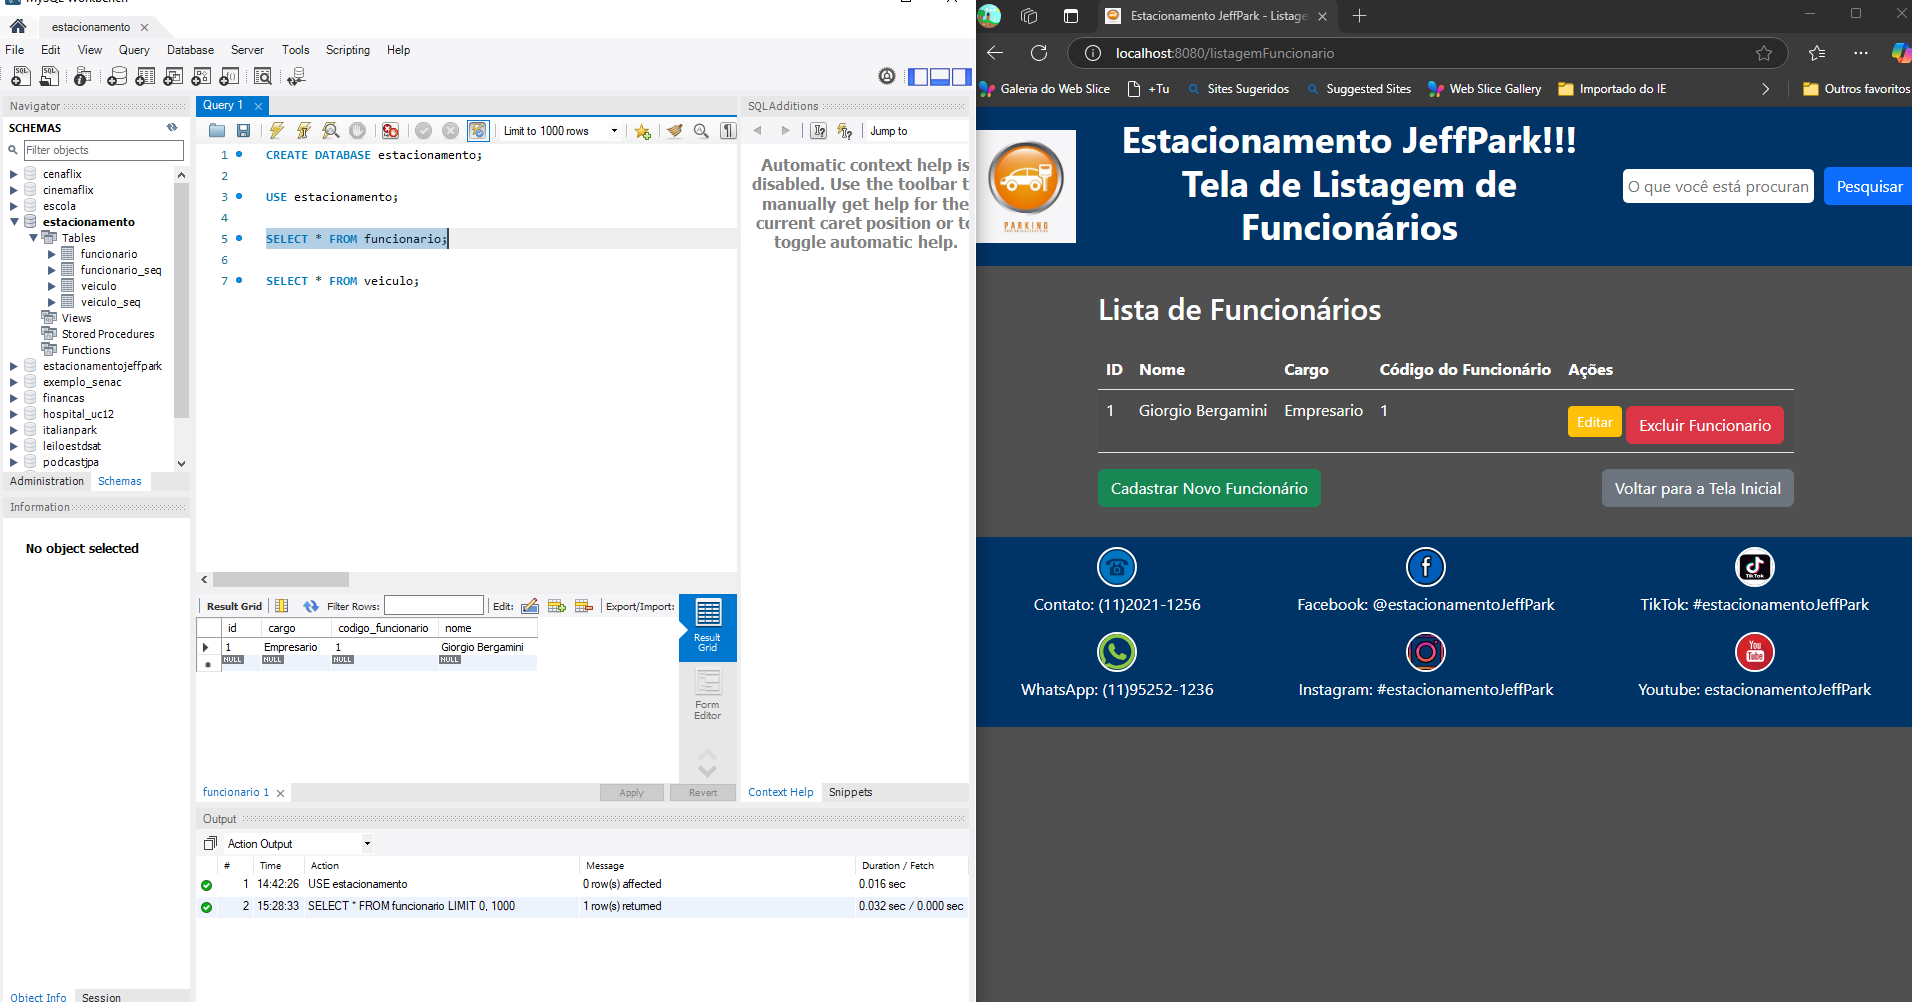 MySQL Workbench
estacionamento
File Edit View Query Database Server Tools Scripting Help
Navigator
SCHEMAS
Filter objects
cenaflix
cinemaflix
escola
estacionamento
Tables
funcionario
funcionario_seq
veiculo
veiculo_seq
Views
Stored Procedures
Functions
estacionamentojeffpark
exemplo_senac
financas
hospital_uc12
italianpark
leiloestdsat
podcastjpa
Administration Schemas
Information
No object selected
Object Info Session
Query 1
Limit to 1000 rows
1 CREATE DATABASE estacionamento;
2
3 USE estacionamento;
4
5 SELECT * FROM funcionario;
6
7 SELECT * FROM veiculo;
SQLAdditions
Jump to
Automatic context help is
disabled. Use the toolbar t
manually get help for the
current caret position or to
toggle automatic help.
Result Grid Filter Rows: Edit: Export/Import:
id cargo codigo_funcionario nome
1 Empresario 1 Giorgio Bergamini
NULL NULL NULL NULL
Result
Grid
Form
Editor
funcionario 1 Apply Revert
Context Help Snippets
Output
Action Output
# Time Action Message Duration / Fetch
1 14:42:26 USE estacionamento 0 row(s) affected 0.016 sec
2 15:28:33 SELECT * FROM funcionario LIMIT 0, 1000 1 row(s) returned 0.032 sec / 0.000 sec
Estacionamento JeffPark - Listage
localhost:8080/listagemFuncionario
Galeria do Web Slice +Tu Sites Sugeridos Suggested Sites Web Slice Gallery Importado do IE Outros favoritos
PARKING
Estacionamento JeffPark!!!
Tela de Listagem de
Funcionários
O que você está procuran
Pesquisar
Lista de Funcionários
ID Nome Cargo Código do Funcionário Ações
1 Giorgio Bergamini Empresario 1 Editar Excluir Funcionario
Cadastrar Novo Funcionário Voltar para a Tela Inicial
TikTok
Contato: (11)2021-1256 Facebook: @estacionamentoJeffPark TikTok: #estacionamentoJeffPark
You
Tube
WhatsApp: (11)95252-1236 Instagram: #estacionamentoJeffPark Youtube: estacionamentoJeffPark